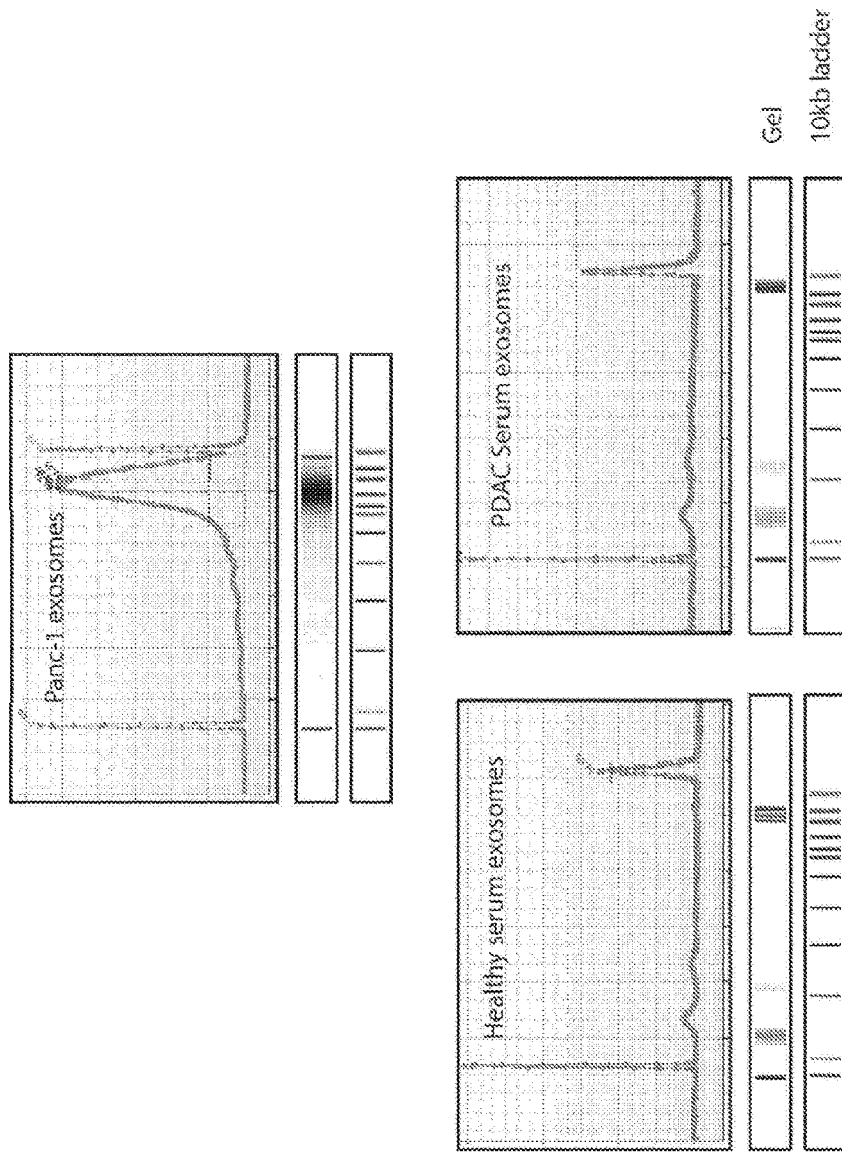 Panc-1 exosomes
Healthy serum exosomes
PDAC Serum exosomes
Gel
10kb ladder